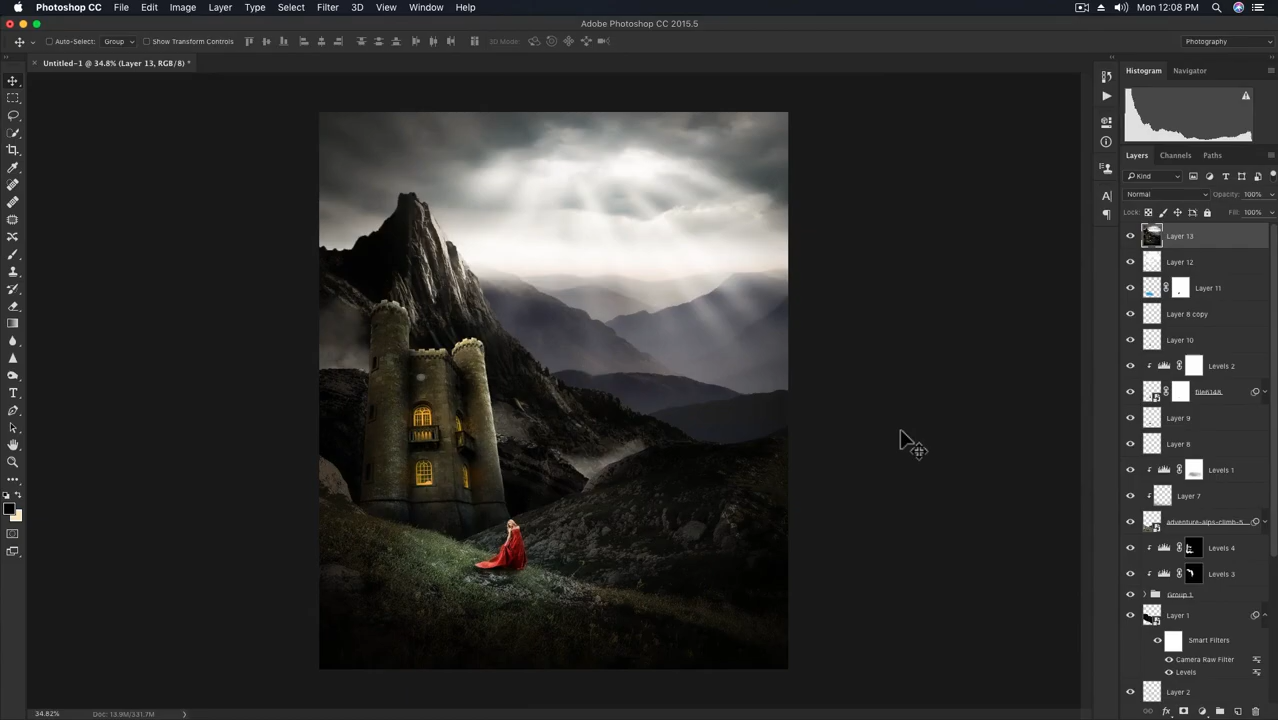 Photoshop CC File Edit Image Layer Type Select Filter 3D View Window Help Mon 12:08 PM
Adobe Photoshop CC 2015.5
Auto-Select: Group Show Transform Controls 3D Mode: Photography
Untitled-1 @ 34.8% (Layer 13, RGB/8) *
Histogram Navigator
Layers Channels Paths
Kind
Normal Opacity: 100%
Lock: Fill: 100%
Layer 13
Layer 12
Layer 11
Layer 8 copy
Layer 10
Levels 2
file6148...
Layer 9
Layer 8
Levels 1
Layer 7
adventure-alps-climb-5...
Levels 4
Levels 3
Group 1
Layer 1
Smart Filters
Camera Raw Filter
Levels
Layer 2
34.82% Doc: 13.9M/331.7M